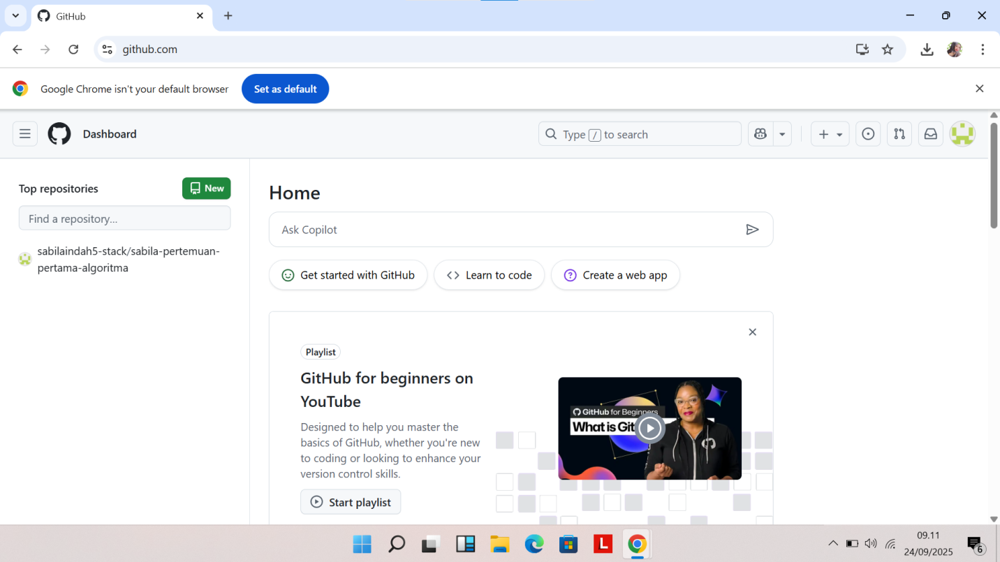 GitHub
github.com
Google Chrome isn't your default browser
Set as default
Dashboard
Type / to search
Top repositories
New
Find a repository...
sabilaindah5-stack/sabila-pertemuan-
pertama-algoritma
Home
Ask Copilot
Get started with GitHub
Learn to code
Create a web app
Playlist
GitHub for beginners on
YouTube
Designed to help you master the
basics of GitHub, whether you're new
to coding or looking to enhance your
version control skills.
Start playlist
GitHub for Beginners
What is Git
L
09.11
24/09/2025
6